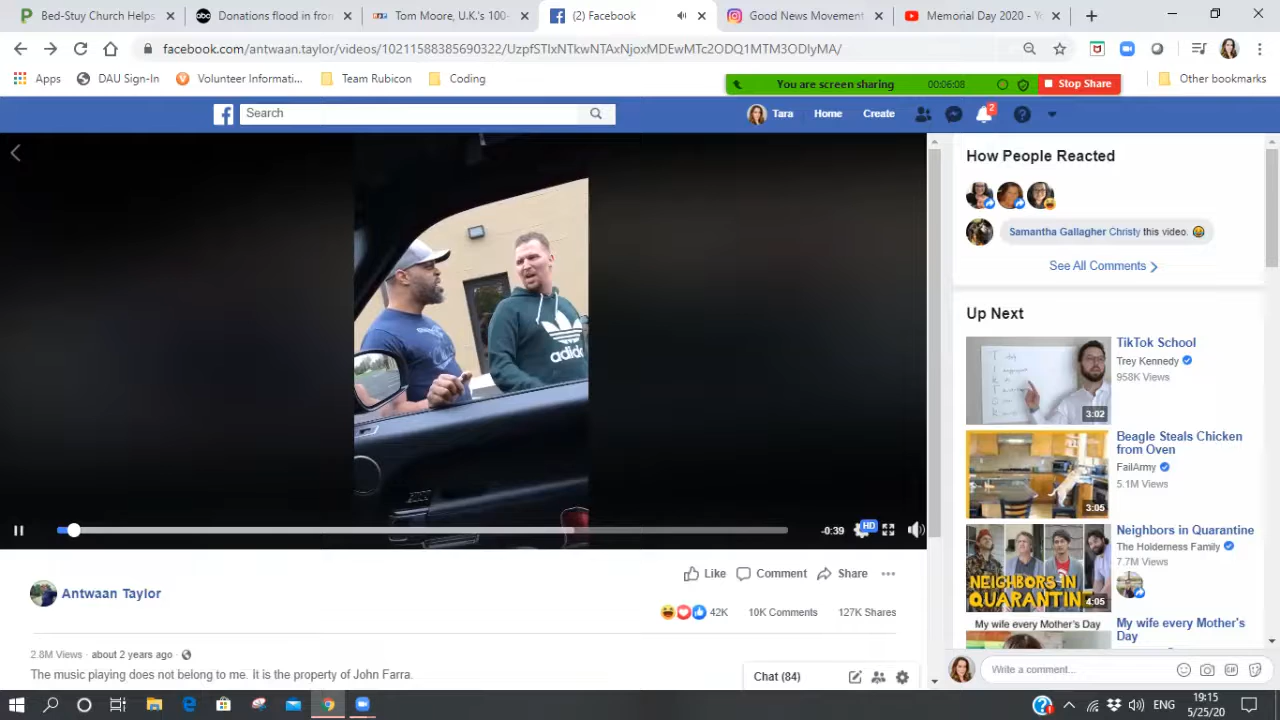 Bed-Stuy Church Helps
Donations flood in fron
Tom Moore, U.K.'s 100-
(2) Facebook
Good News Movement
Memorial Day 2020 - Yo
facebook.com/antwaan.taylor/videos/10211588385690322/UzpfSTIxNTkwNTAxNjoxMDEwMTc2ODQ1MTM3ODIyMA/
Apps
DAU Sign-In
Volunteer Informati...
Team Rubicon
Coding
You are screen sharing
00:06:08
Stop Share
Other bookmarks
Search
Tara
Home
Create
2
How People Reacted
Samantha Gallagher Christy this video.
See All Comments
Up Next
TikTok School
Trey Kennedy
958K Views
3:02
Beagle Steals Chicken
from Oven
FailArmy
5.1M Views
3:05
Neighbors in Quarantine
The Holderness Family
7.7M Views
NEIGHBORS IN
QUARANTIN
4:05
My wife every Mother's Day
My wife every Mother's
Day
adidas
-0:39
HD
Like
Comment
Share
Antwaan Taylor
42K
10K Comments
127K Shares
2.8M Views · about 2 years ago ·
The music playing does not belong to me. It is the property of John Farra.
Chat (84)
Write a comment...
GIF
19:15
ENG
5/25/20